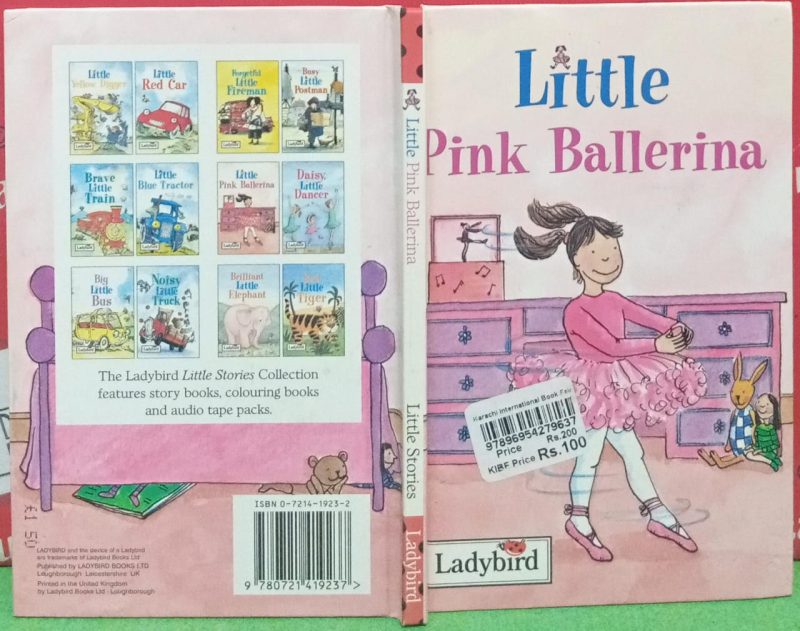 Little
Yellow Digger
Little
Red Car
Forgetful
Little
Fireman
Busy
Little
Postman
Brave
Little
Train
Little
Blue Tractor
Little
Pink Ballerina
Daisy,
Little
Dancer
Big
Little
Bus
Noisy
Little
Truck
Brilliant
Little
Elephant
Little
Tiger
The Ladybird Little Stories Collection
features story books, colouring books
and audio tape packs.
£1 50
LADYBIRD and the device of a Ladybird
are trademarks of Ladybird Books Ltd
Published by LADYBIRD BOOKS LTD
Loughborough Leicestershire UK
Printed in the United Kingdom
by Ladybird Books Ltd · Loughborough
ISBN 0-7214-1923-2
9 780721 419237 >
Little Pink Ballerina
Little Stories
Ladybird
Little
Pink Ballerina
Karachi International Book Fair
97896954279637
Price Rs.200
KIBF Price Rs.100
Ladybird